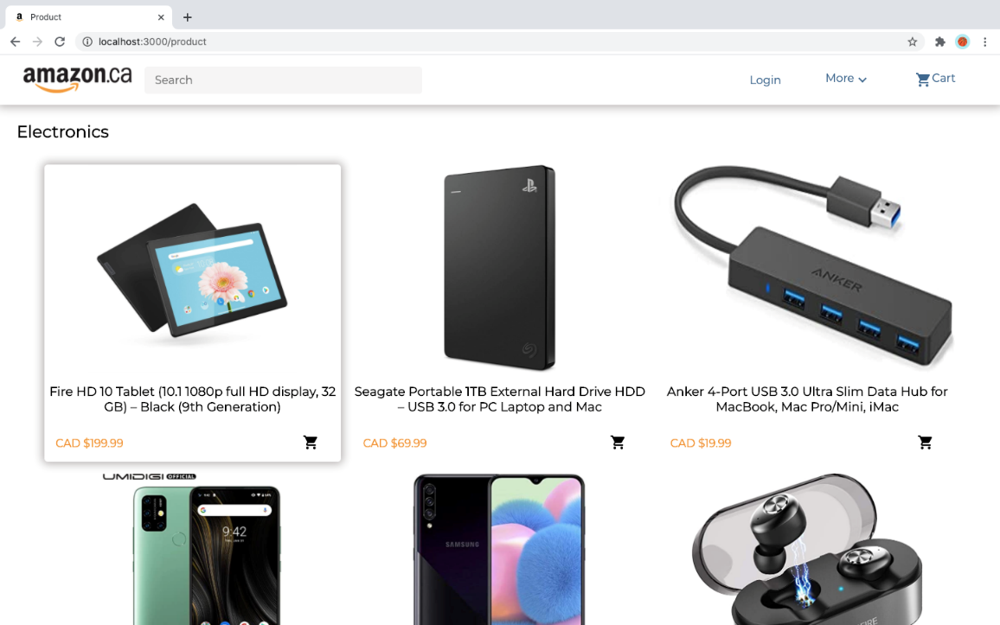 Product
localhost:3000/product
amazon.ca
Search
Login
More
Cart
Electronics
ANKER
Fire HD 10 Tablet (10.1 1080p full HD display, 32
GB) – Black (9th Generation)
Seagate Portable 1TB External Hard Drive HDD
– USB 3.0 for PC Laptop and Mac
Anker 4-Port USB 3.0 Ultra Slim Data Hub for
MacBook, Mac Pro/Mini, iMac
CAD $199.99
CAD $69.99
CAD $19.99
UMIDIGI OFFICIAL
9:42
SAMSUNG